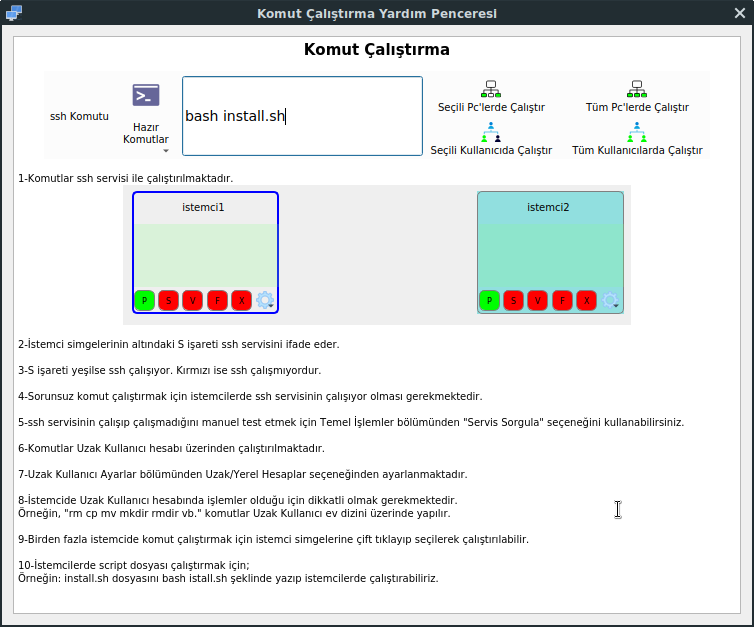 Komut Çalıştırma Yardım Penceresi
Komut Çalıştırma
ssh Komutu
Hazır
Komutlar
bash install.sh
Seçili Pc'lerde Çalıştır
Tüm Pc'lerde Çalıştır
Seçili Kullanıcıda Çalıştır
Tüm Kullanıcılarda Çalıştır
1-Komutlar ssh servisi ile çalıştırılmaktadır.
istemci1
istemci2
P S V F X
P S V F X
2-İstemci simgelerinin altındaki S işareti ssh servisini ifade eder.
3-S işareti yeşilse ssh çalışıyor. Kırmızı ise ssh çalışmıyordur.
4-Sorunsuz komut çalıştırmak için istemcilerde ssh servisinin çalışıyor olması gerekmektedir.
5-ssh servisinin çalışıp çalışmadığını manuel test etmek için Temel İşlemler bölümünden "Servis Sorgula" seçeneğini kullanabilirsiniz.
6-Komutlar Uzak Kullanıcı hesabı üzerinden çalıştırılmaktadır.
7-Uzak Kullanıcı Ayarlar bölümünden Uzak/Yerel Hesaplar seçeneğinden ayarlanmaktadır.
8-İstemcide Uzak Kullanıcı hesabında işlemler olduğu için dikkatli olmak gerekmektedir.
Örneğin, "rm cp mv mkdir rmdir vb." komutlar Uzak Kullanıcı ev dizini üzerinde yapılır.
9-Birden fazla istemcide komut çalıştırmak için istemci simgelerine çift tıklayıp seçilerek çalıştırılabilir.
10-İstemcilerde script dosyası çalıştırmak için;
Örneğin: install.sh dosyasını bash istall.sh şeklinde yazıp istemcilerde çalıştırabiliriz.